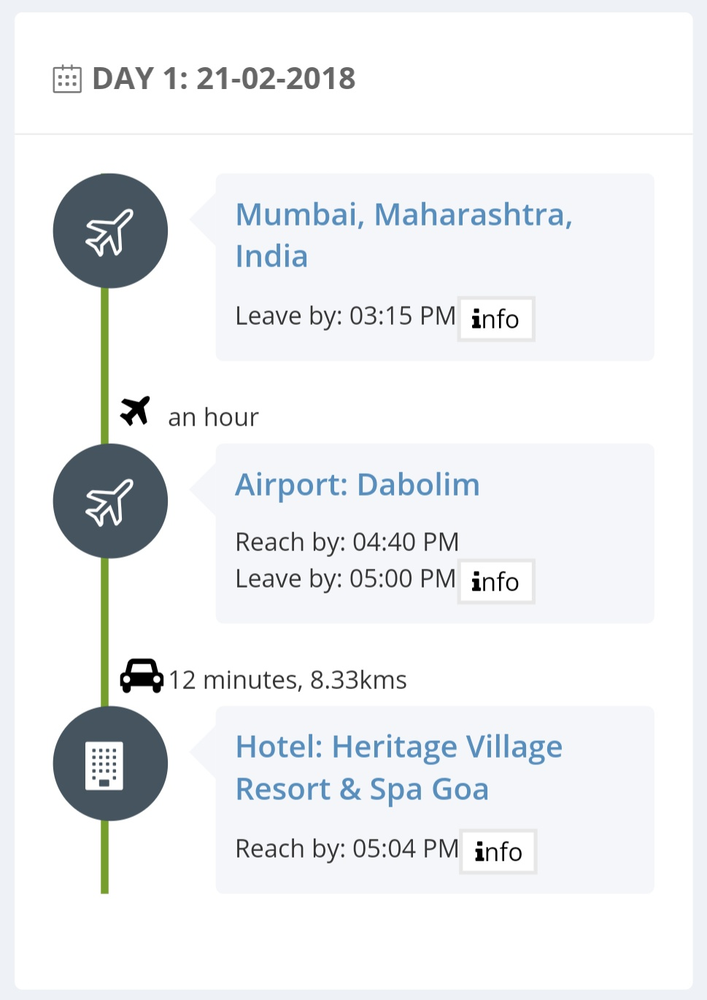 DAY 1: 21-02-2018
Mumbai, Maharashtra,
India
Leave by: 03:15 PM info
an hour
Airport: Dabolim
Reach by: 04:40 PM
Leave by: 05:00 PM info
12 minutes, 8.33kms
Hotel: Heritage Village
Resort & Spa Goa
Reach by: 05:04 PM info